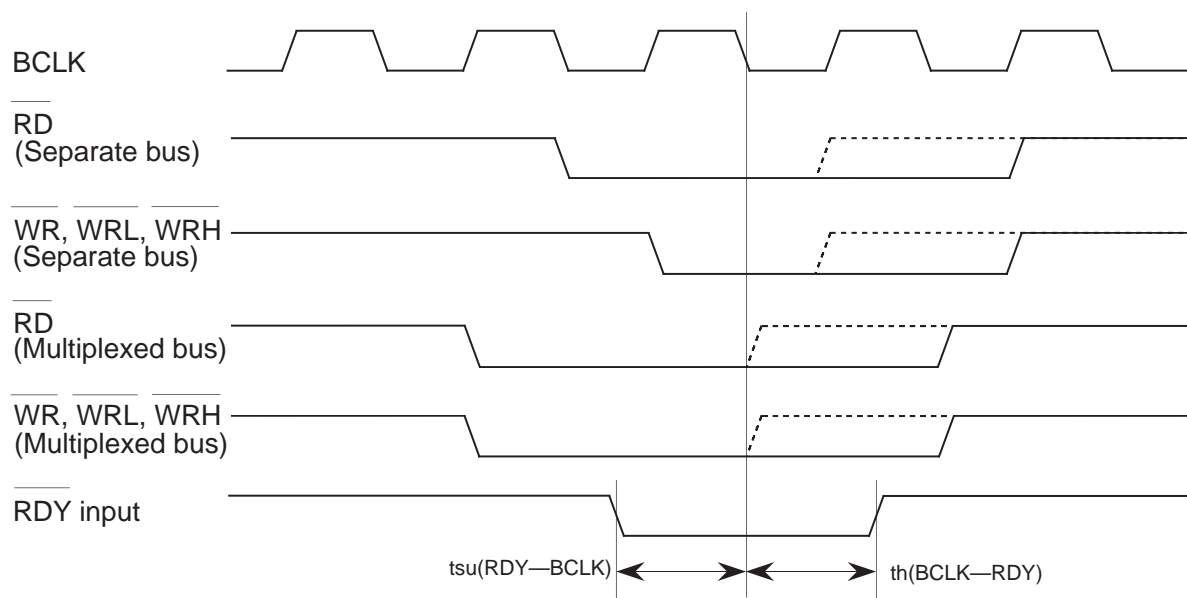 BCLK
RD
(Separate bus)
WR, WRL, WRH
(Separate bus)
RD
(Multiplexed bus)
WR, WRL, WRH
(Multiplexed bus)
RDY input
tsu(RDY—BCLK)
th(BCLK—RDY)